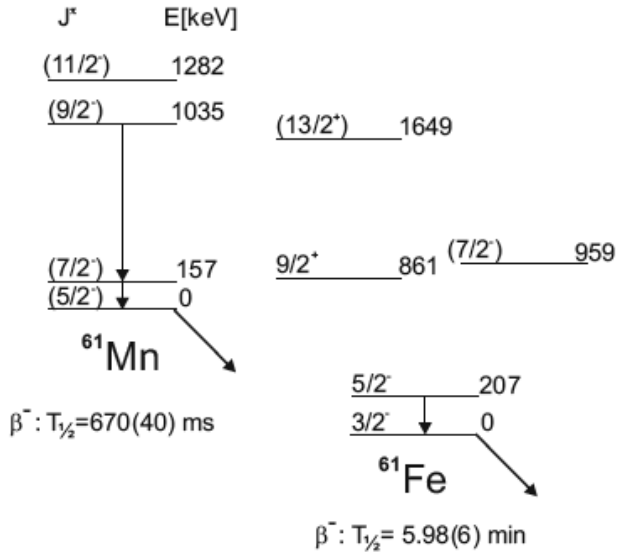 J^π E[keV]
(11/2⁻) 1282
(9/2⁻) 1035
(13/2⁺) 1649
(7/2⁻) 959
(7/2⁻) 157
9/2⁺ 861
(5/2⁻) 0
⁶¹Mn
5/2⁻ 207
β⁻: T½=670(40) ms
3/2⁻ 0
⁶¹Fe
β⁻: T½= 5.98(6) min